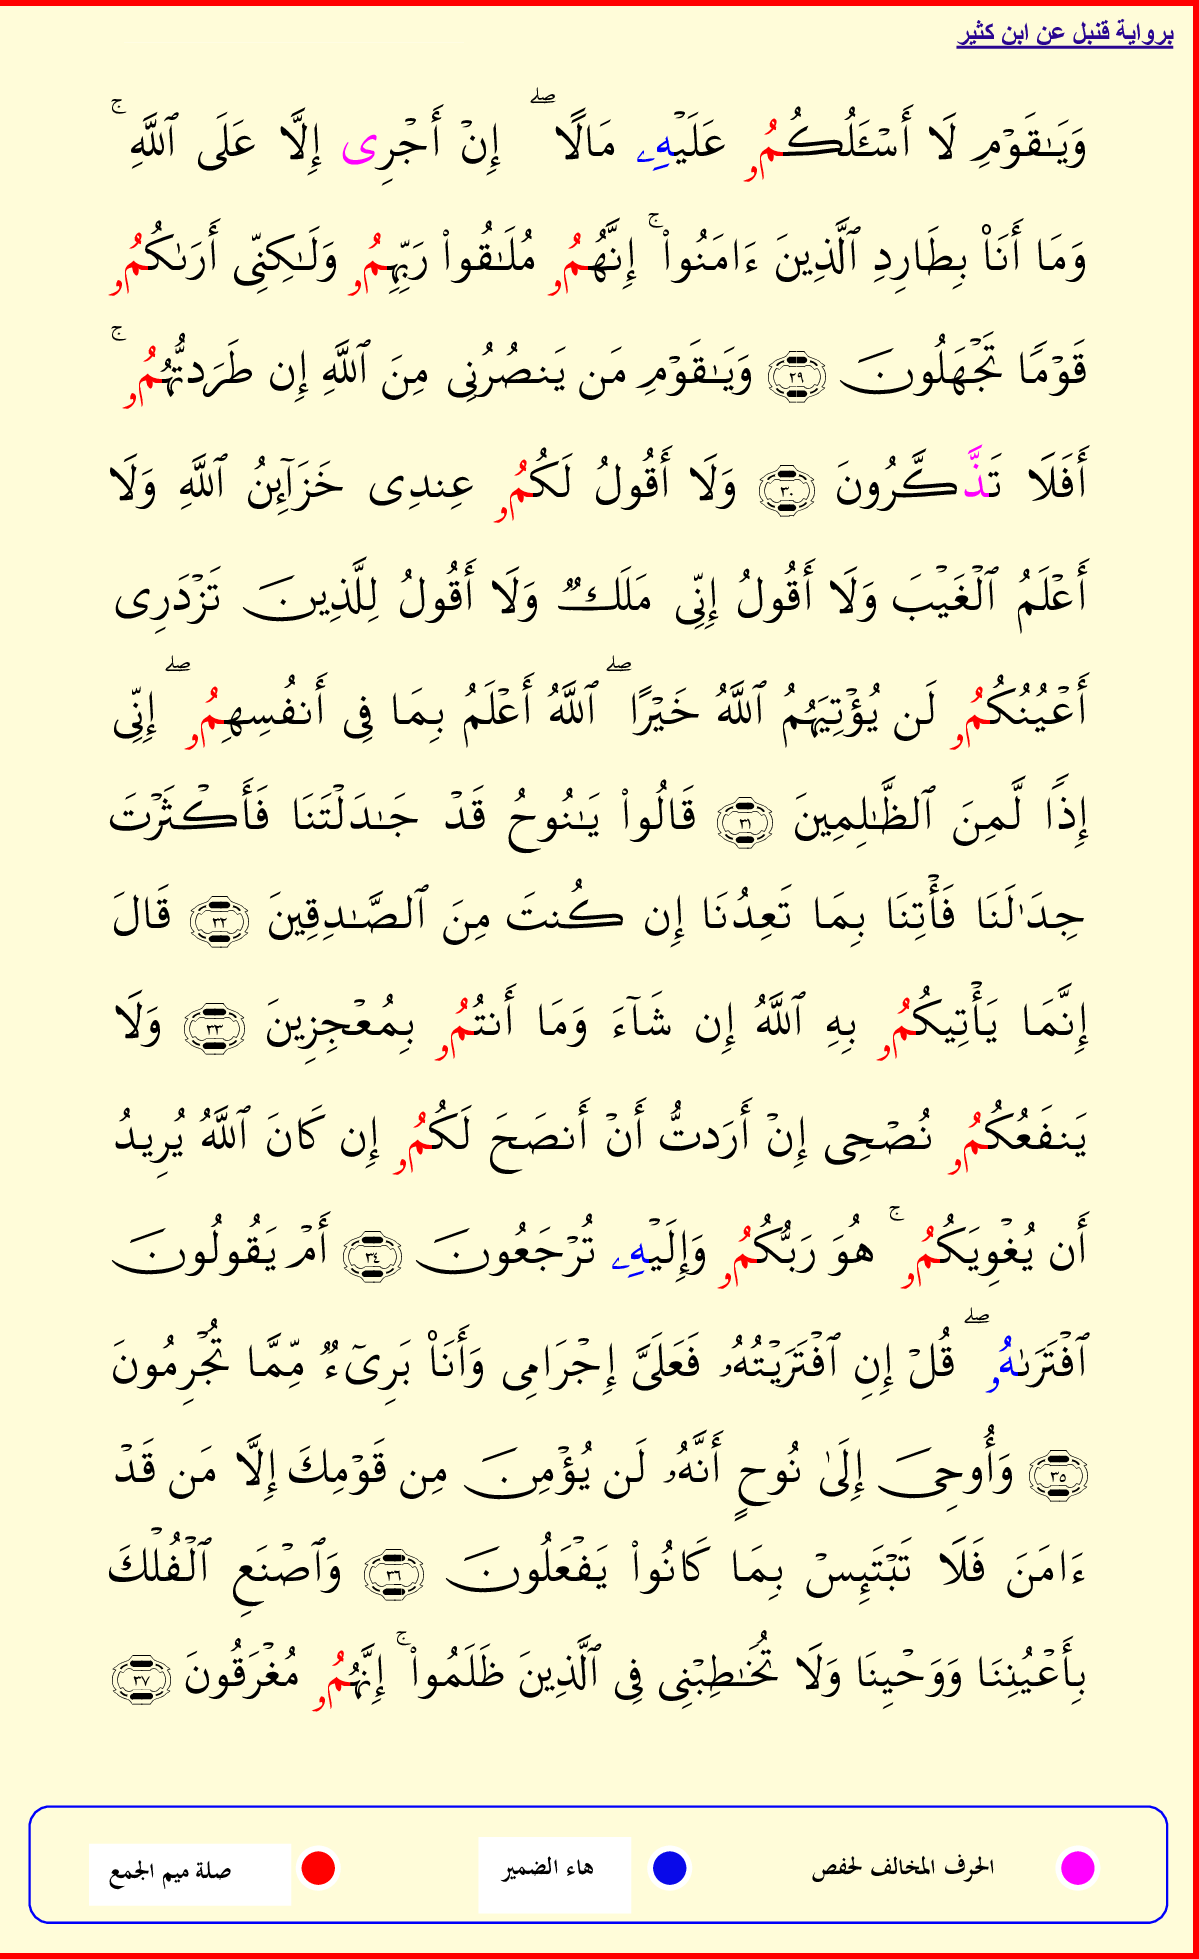 برواية قنبل عن ابن كثير
وَيَـٰقَوْمِ لَا أَسْـَٔلُكُمُۥ عَلَيْهِۦ مَالًا ۖ إِنْ أَجْرِى إِلَّا عَلَى ٱللَّهِ ۚ
وَمَا أَنَا۠ بِطَارِدِ ٱلَّذِينَ ءَامَنُوا۟ ۚ إِنَّهُمُۥ مُلَـٰقُوا۟ رَبِّهِمُۥ وَلَـٰكِنِّى أَرَىٰكُمُۥ
قَوْمًا تَجْهَلُونَ ٢٩ وَيَـٰقَوْمِ مَن يَنصُرُنِى مِنَ ٱللَّهِ إِن طَرَدتُّهُمُۥ ۚ
أَفَلَا تَذَّكَّرُونَ ٣٠ وَلَا أَقُولُ لَكُمُۥ عِندِى خَزَآئِنُ ٱللَّهِ وَلَا
أَعْلَمُ ٱلْغَيْبَ وَلَا أَقُولُ إِنِّى مَلَكٌ وَلَا أَقُولُ لِلَّذِينَ تَزْدَرِى
أَعْيُنُكُمُۥ لَن يُؤْتِيَهُمُ ٱللَّهُ خَيْرًا ۖ ٱللَّهُ أَعْلَمُ بِمَا فِى أَنفُسِهِمُۥ ۖ إِنِّى
إِذًا لَّمِنَ ٱلظَّـٰلِمِينَ ٣١ قَالُوا۟ يَـٰنُوحُ قَدْ جَـٰدَلْتَنَا فَأَكْثَرْتَ
جِدَٰلَنَا فَأْتِنَا بِمَا تَعِدُنَا إِن كُنتَ مِنَ ٱلصَّـٰدِقِينَ ٣٢ قَالَ
إِنَّمَا يَأْتِيكُمُۥ بِهِ ٱللَّهُ إِن شَآءَ وَمَا أَنتُمُۥ بِمُعْجِزِينَ ٣٣ وَلَا
يَنفَعُكُمُۥ نُصْحِى إِنْ أَرَدتُّ أَنْ أَنصَحَ لَكُمُۥ إِن كَانَ ٱللَّهُ يُرِيدُ
أَن يُغْوِيَكُمُۥ ۚ هُوَ رَبُّكُمُۥ وَإِلَيْهِۦ تُرْجَعُونَ ٣٤ أَمْ يَقُولُونَ
ٱفْتَرَىٰهُۥ ۖ قُلْ إِنِ ٱفْتَرَيْتُهُۥ فَعَلَىَّ إِجْرَامِى وَأَنَا۠ بَرِىٓءٌ مِّمَّا تُجْرِمُونَ
٣٥ وَأُوحِىَ إِلَىٰ نُوحٍ أَنَّهُۥ لَن يُؤْمِنَ مِن قَوْمِكَ إِلَّا مَن قَدْ
ءَامَنَ فَلَا تَبْتَئِسْ بِمَا كَانُوا۟ يَفْعَلُونَ ٣٦ وَٱصْنَعِ ٱلْفُلْكَ
بِأَعْيُنِنَا وَوَحْيِنَا وَلَا تُخَـٰطِبْنِى فِى ٱلَّذِينَ ظَلَمُوا۟ ۚ إِنَّهُمُۥ مُغْرَقُونَ ٣٧
الحرف المخالف لحفص هاء الضمير صلة ميم الجمع